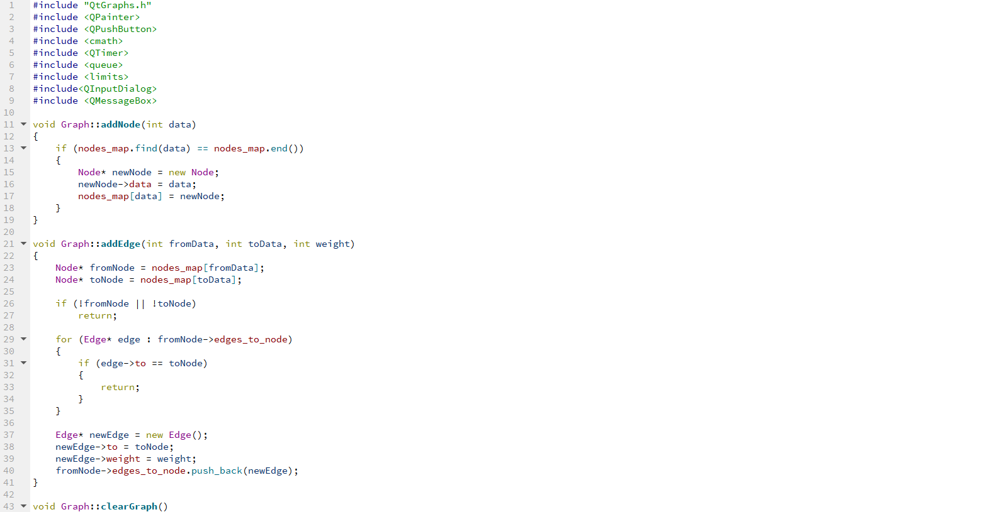 1 #include "QtGraphs.h"
2 #include <QPainter>
3 #include <QPushButton>
4 #include <cmath>
5 #include <QTimer>
6 #include <queue>
7 #include <limits>
8 #include<QInputDialog>
9 #include <QMessageBox>
10
11 void Graph::addNode(int data)
12 {
13     if (nodes_map.find(data) == nodes_map.end())
14     {
15         Node* newNode = new Node;
16         newNode->data = data;
17         nodes_map[data] = newNode;
18     }
19 }
20
21 void Graph::addEdge(int fromData, int toData, int weight)
22 {
23     Node* fromNode = nodes_map[fromData];
24     Node* toNode = nodes_map[toData];
25
26     if (!fromNode || !toNode)
27         return;
28
29     for (Edge* edge : fromNode->edges_to_node)
30     {
31         if (edge->to == toNode)
32         {
33             return;
34         }
35     }
36
37     Edge* newEdge = new Edge();
38     newEdge->to = toNode;
39     newEdge->weight = weight;
40     fromNode->edges_to_node.push_back(newEdge);
41 }
42
43 void Graph::clearGraph()